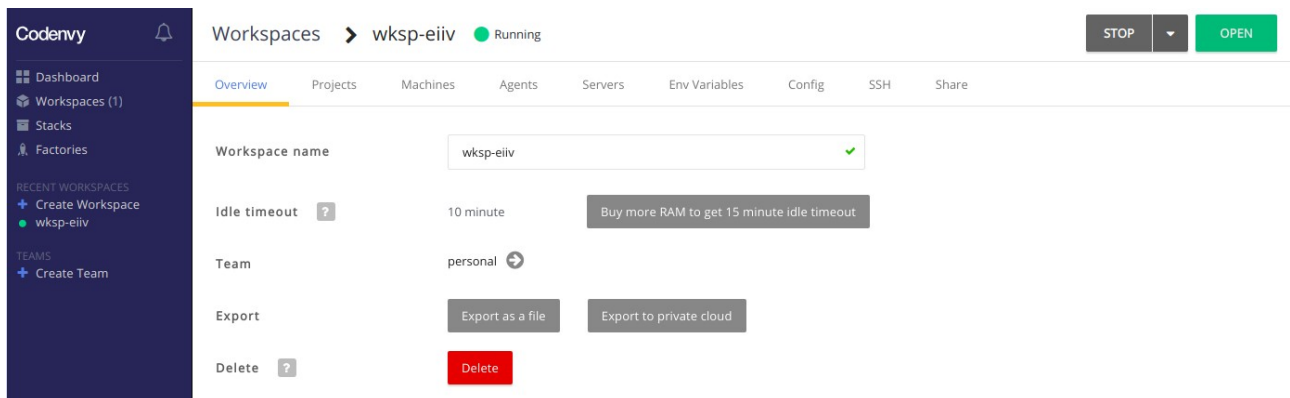 Codenvy
Dashboard
Workspaces (1)
Stacks
Factories
RECENT WORKSPACES
+ Create Workspace
wksp-eiiv
TEAMS
+ Create Team
Workspaces > wksp-eiiv Running
STOP OPEN
Overview Projects Machines Agents Servers Env Variables Config SSH Share
Workspace name wksp-eiiv
Idle timeout ? 10 minute Buy more RAM to get 15 minute idle timeout
Team personal
Export Export as a file Export to private cloud
Delete ? Delete